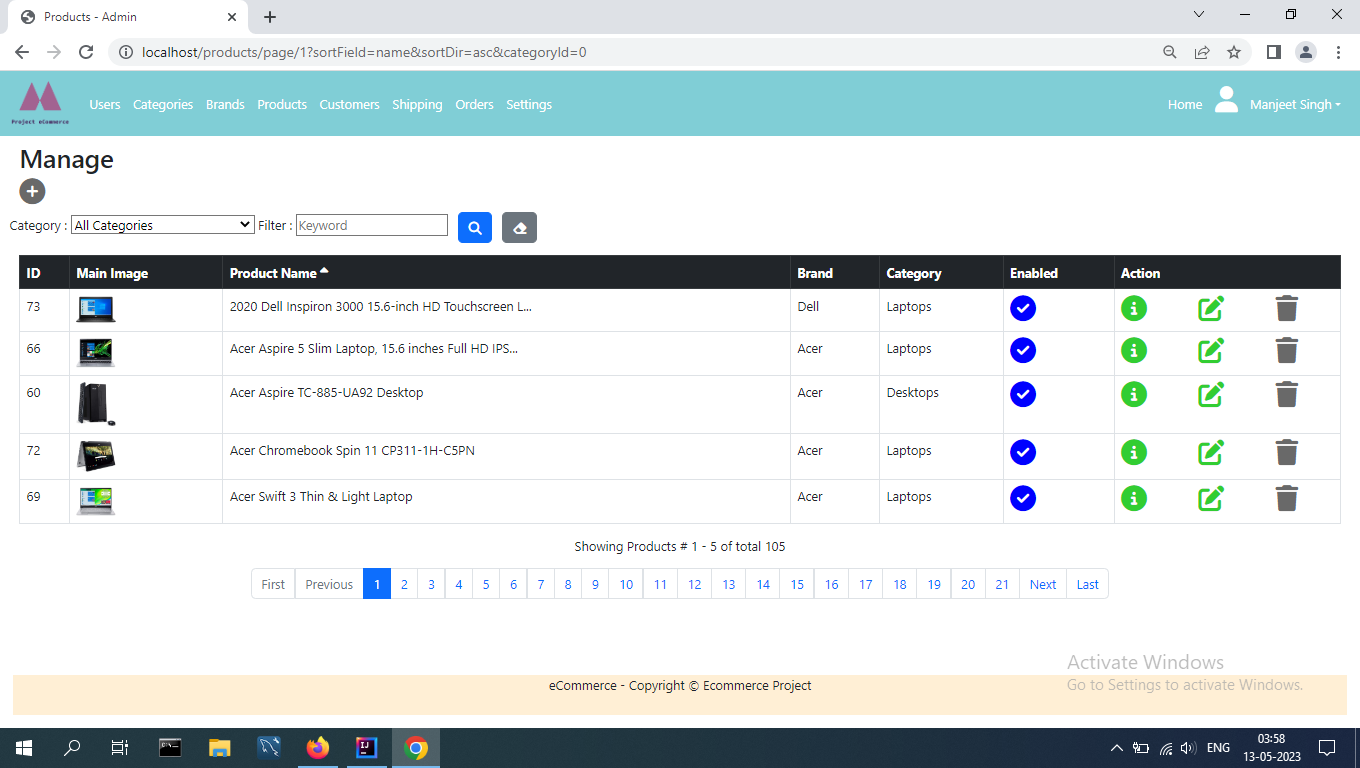 Products - Admin
localhost/products/page/1?sortField=name&sortDir=asc&categoryId=0
Project eCommerce
Users Categories Brands Products Customers Shipping Orders Settings Home Manjeet Singh
Manage
Category : All Categories Filter : Keyword
ID Main Image Product Name Brand Category Enabled Action
73 2020 Dell Inspiron 3000 15.6-inch HD Touchscreen L... Dell Laptops
66 Acer Aspire 5 Slim Laptop, 15.6 inches Full HD IPS... Acer Laptops
60 Acer Aspire TC-885-UA92 Desktop Acer Desktops
72 Acer Chromebook Spin 11 CP311-1H-C5PN Acer Laptops
69 Acer Swift 3 Thin & Light Laptop Acer Laptops
Showing Products # 1 - 5 of total 105
First Previous 1 2 3 4 5 6 7 8 9 10 11 12 13 14 15 16 17 18 19 20 21 Next Last
Activate Windows
Go to Settings to activate Windows.
eCommerce - Copyright © Ecommerce Project
ENG
03:58
13-05-2023